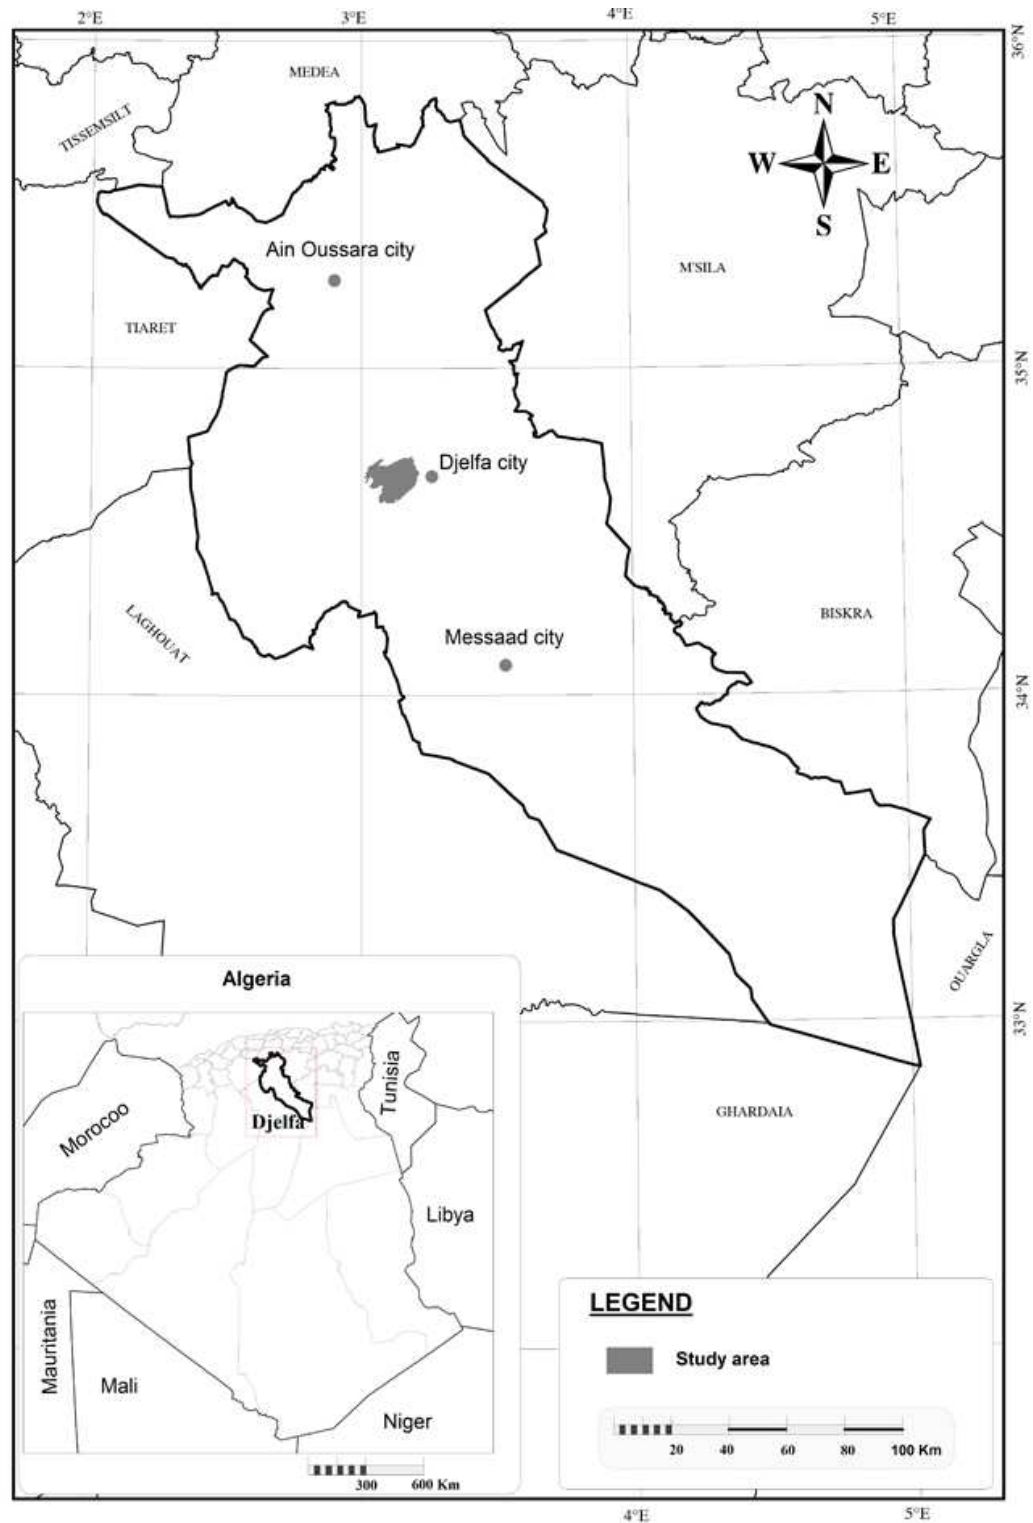 2°E 3°E 4°E 5°E
36°N
MEDEA
TISSEMSILT
N
W E
S
Ain Oussara city
M'SILA
TIARET
35°N
Djelfa city
LAGHOUAT
BISKRA
Messaad city
34°N
OUARGLA
33°N
Algeria
Tunisia
Djelfa
Morocoo
GHARDAIA
Libya
Mauritania
Mali
Niger
300 600 Km
LEGEND
Study area
20 40 60 80 100 Km
4°E 5°E